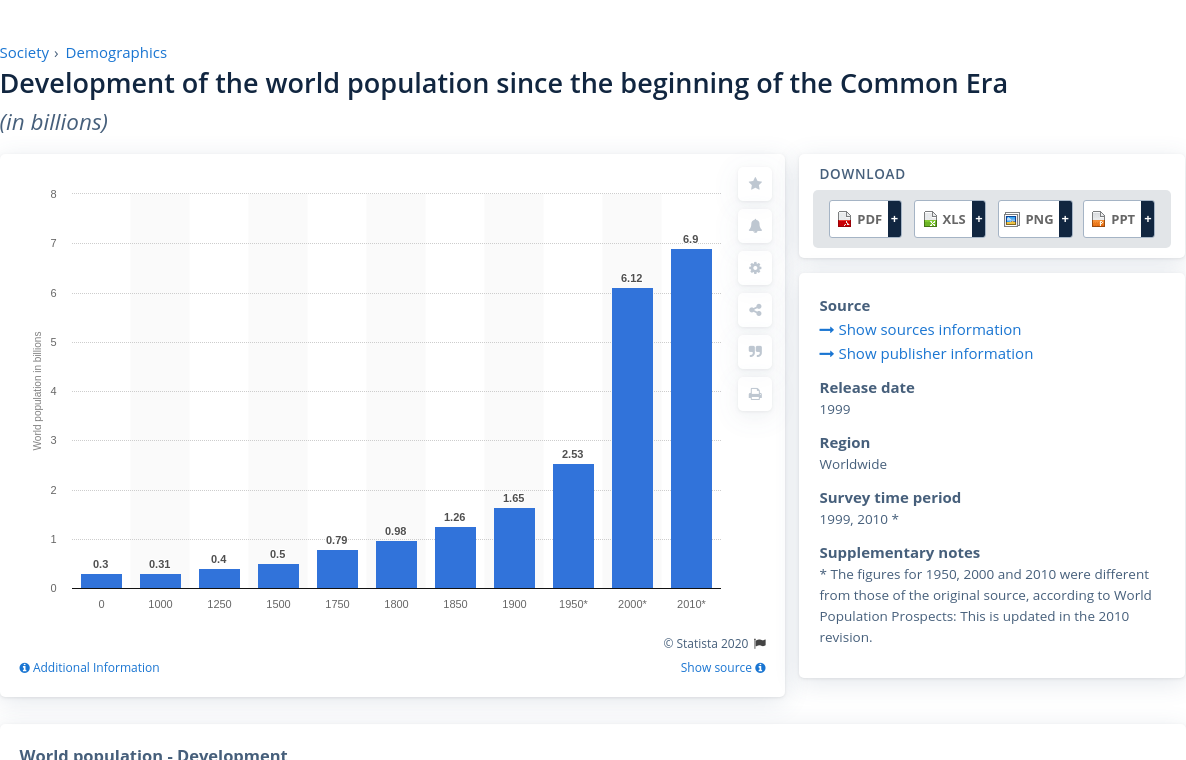 Society › Demographics
Development of the world population since the beginning of the Common Era
(in billions)
World population in billions
8
7
6
5
4
3
2
1
0
0.3
0.31
0.4
0.5
0.79
0.98
1.26
1.65
2.53
6.12
6.9
0 1000 1250 1500 1750 1800 1850 1900 1950* 2000* 2010*
© Statista 2020
Additional Information
Show source
DOWNLOAD
PDF + XLS + PNG + PPT +
Source
Show sources information
Show publisher information
Release date
1999
Region
Worldwide
Survey time period
1999, 2010 *
Supplementary notes
* The figures for 1950, 2000 and 2010 were different
from those of the original source, according to World
Population Prospects: This is updated in the 2010
revision.
World population - Development